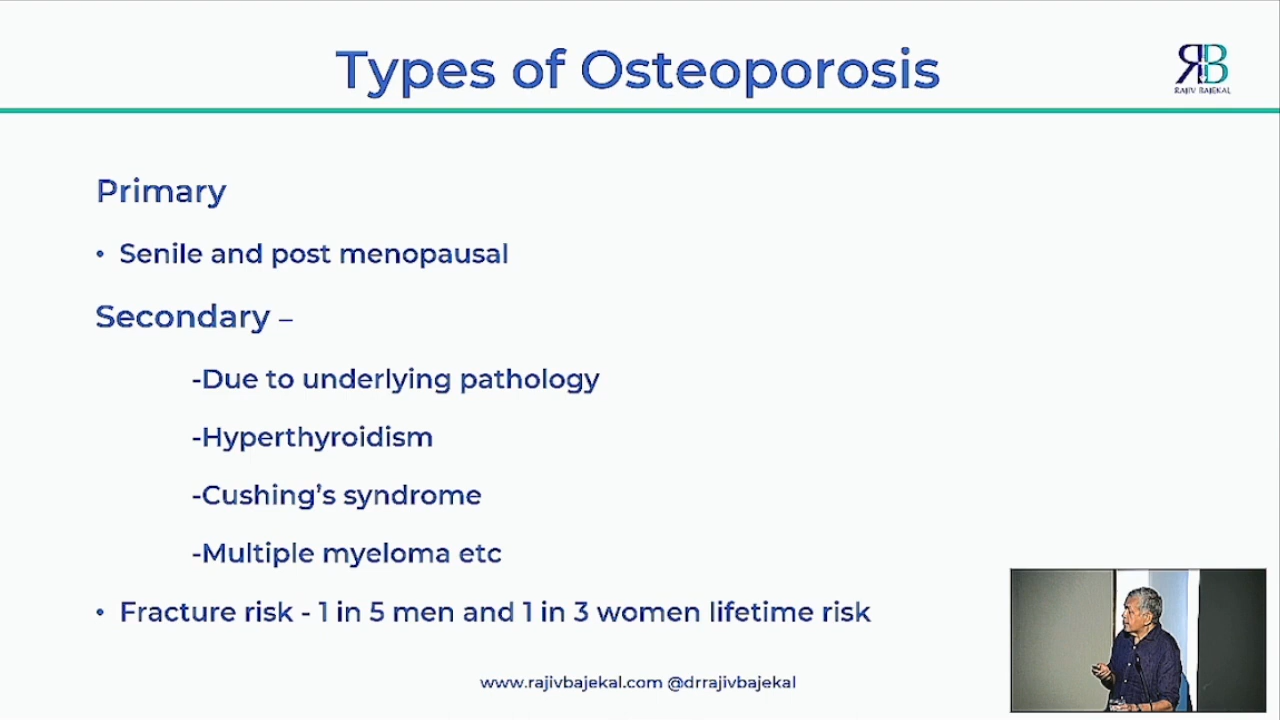 Types of Osteoporosis
RB
RAJIV BAJEKAL
Primary
• Senile and post menopausal
Secondary –
-Due to underlying pathology
-Hyperthyroidism
-Cushing’s syndrome
-Multiple myeloma etc
• Fracture risk - 1 in 5 men and 1 in 3 women lifetime risk
www.rajivbajekal.com @drrajivbajekal